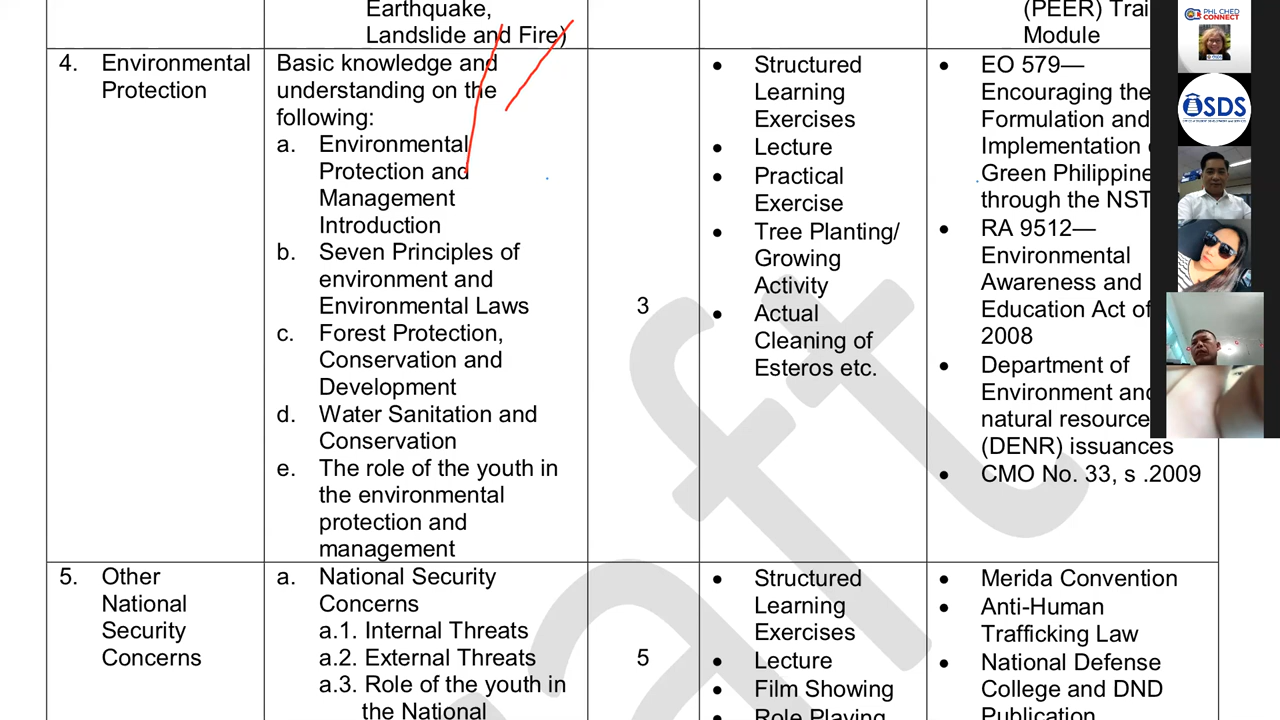 Earthquake,
Landslide and Fire)
(PEER) Trai
Module
4. Environmental
Protection
Basic knowledge and
understanding on the
following:
a. Environmental
Protection and
Management
Introduction
b. Seven Principles of
environment and
Environmental Laws
c. Forest Protection,
Conservation and
Development
d. Water Sanitation and
Conservation
e. The role of the youth in
the environmental
protection and
management
3
• Structured
Learning
Exercises
• Lecture
• Practical
Exercise
• Tree Planting/
Growing
Activity
• Actual
Cleaning of
Esteros etc.
• EO 579—
Encouraging the
Formulation and
Implementation
Green Philippine
through the NST
• RA 9512—
Environmental
Awareness and
Education Act of
2008
• Department of
Environment and
natural resource
(DENR) issuances
• CMO No. 33, s .2009
5. Other
National
Security
Concerns
a. National Security
Concerns
a.1. Internal Threats
a.2. External Threats
a.3. Role of the youth in
the National
5
• Structured
Learning
Exercises
• Lecture
• Film Showing
• Role Playing
• Merida Convention
• Anti-Human
Trafficking Law
• National Defense
College and DND
Publication
aft
PHL CHED
CONNECT
OSDS